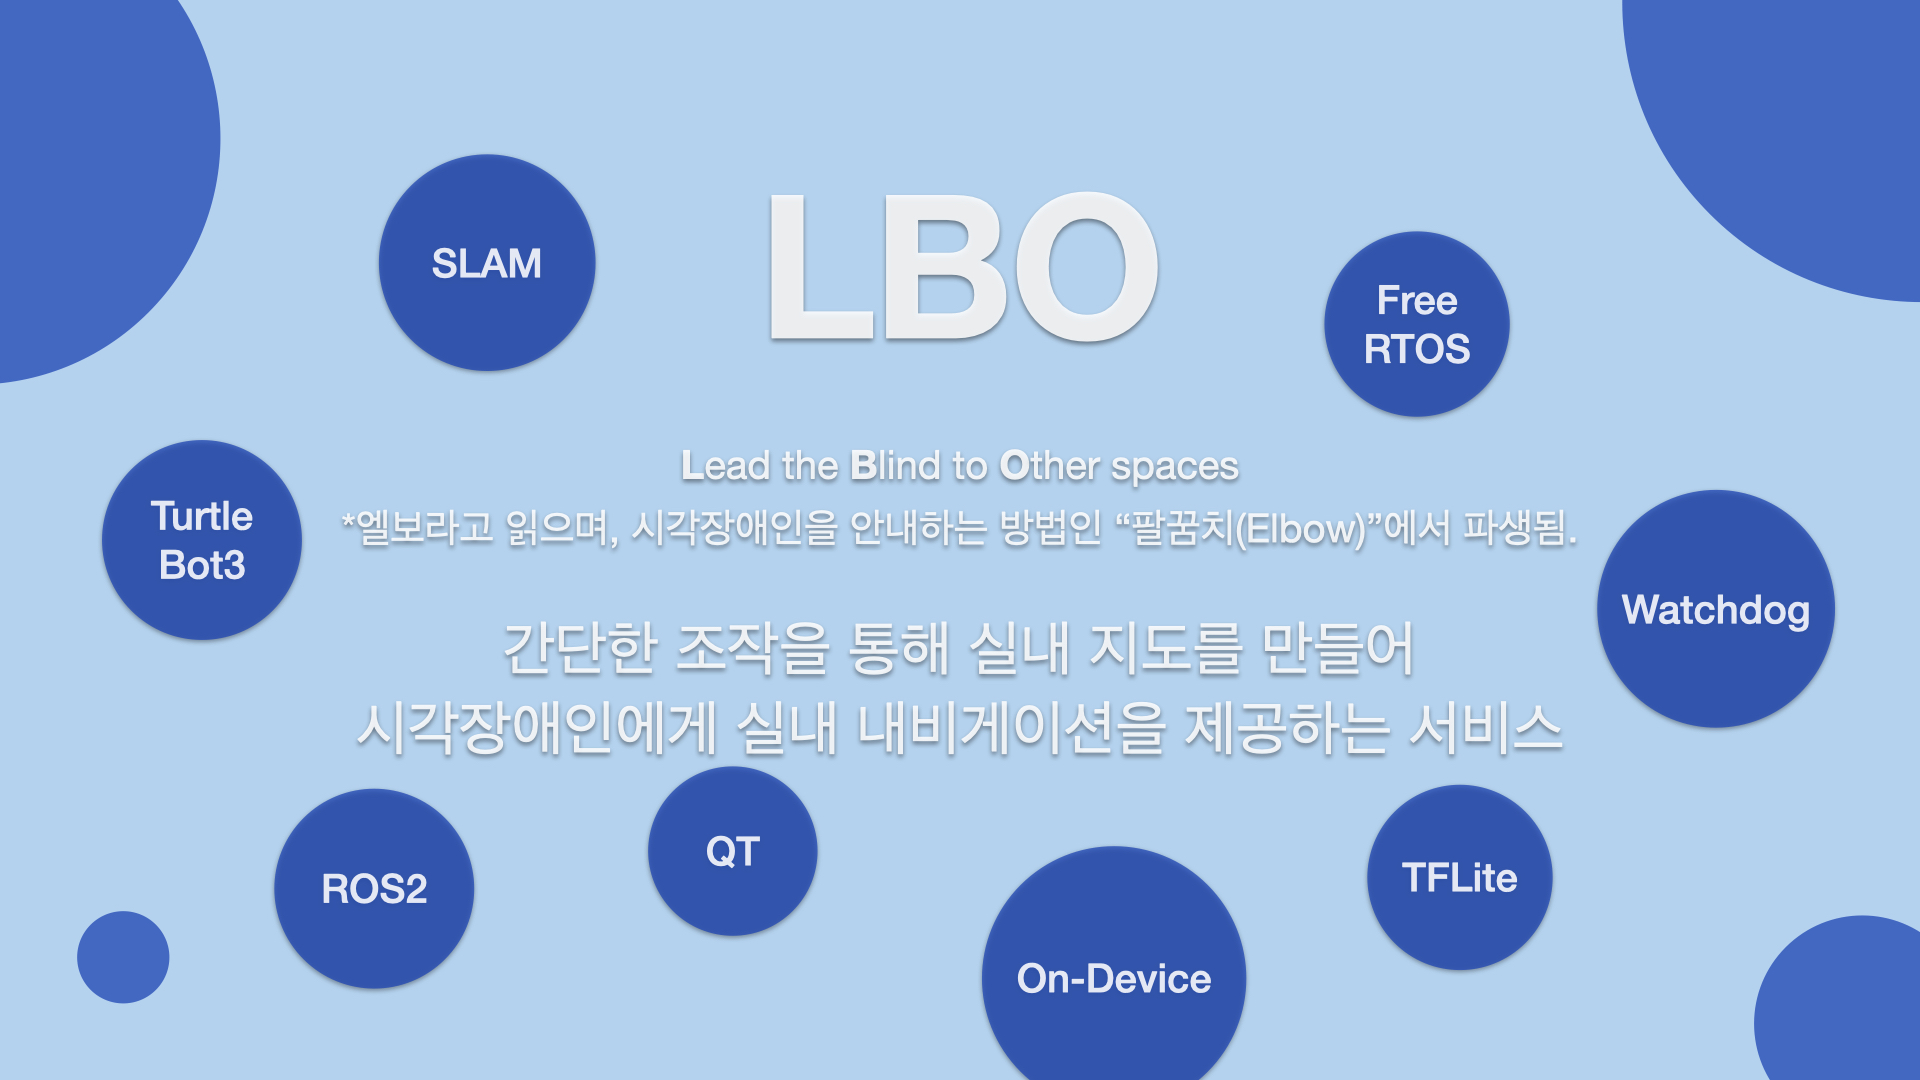 LBO
SLAM
Free
RTOS
Lead the Blind to Other spaces
*엘보라고 읽으며, 시각장애인을 안내하는 방법인 “팔꿈치(Elbow)”에서 파생됨.
Turtle
Bot3
Watchdog
간단한 조작을 통해 실내 지도를 만들어
시각장애인에게 실내 내비게이션을 제공하는 서비스
ROS2
QT
On-Device
TFLite